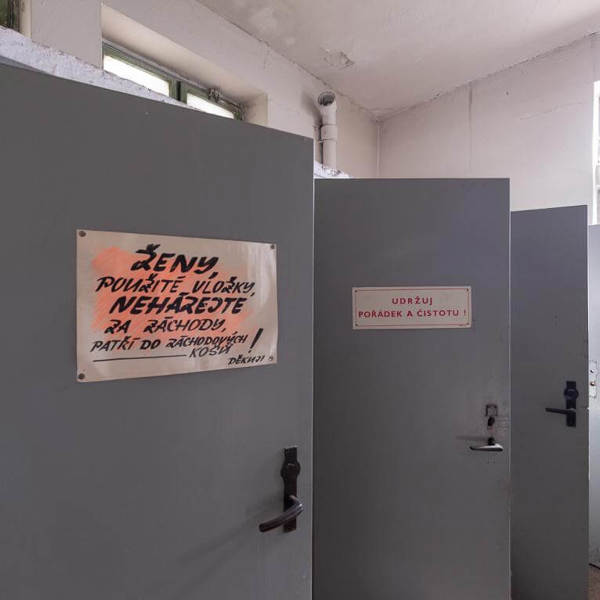 ŽENY,
POUŽITÉ VLOŽKY,
NEHÁZEJTE
ZA ZÁCHODY,
PATŘÍ DO ZÁCHODOVÝCH
KOŠŮ !
DĚKUJI
UDRŽUJ
POŘÁDEK A ČISTOTU !